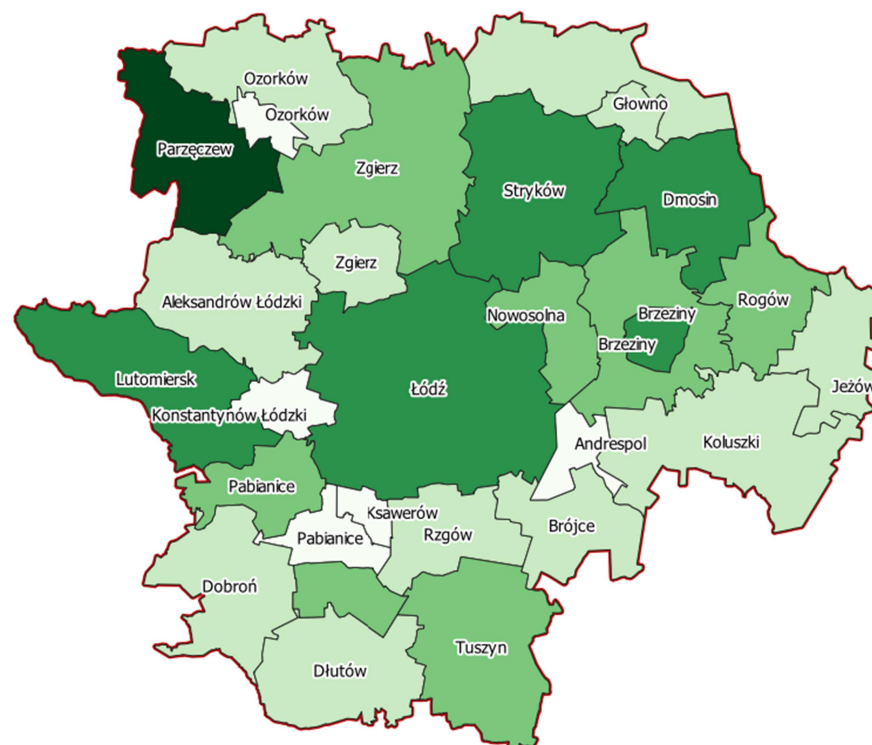 Ozorków
Ozorków
Głowno
Parzęczew
Zgierz
Stryków
Dmosin
Zgierz
Aleksandrów Łódzki
Nowosolna
Brzeziny
Rogów
Brzeziny
Lutomiersk
Łódź
Jeżów
Konstantynów Łódzki
Andrespol
Koluszki
Pabianice
Ksawerów
Brójce
Rzgów
Pabianice
Dobroń
Tuszyn
Dłutów